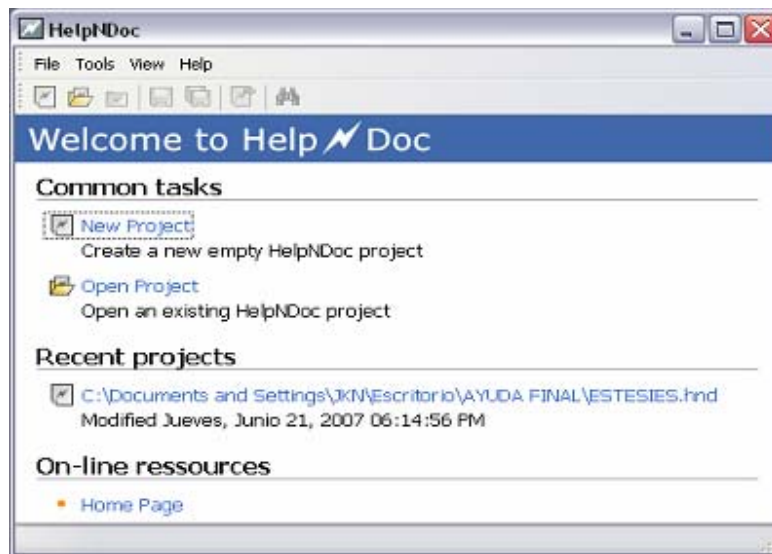 HelpNDoc
File Tools View Help
Welcome to Help Doc
Common tasks
New Project
Create a new empty HelpNDoc project
Open Project
Open an existing HelpNDoc project
Recent projects
C:\Documents and Settings\JKN\Escritorio\AYUDA FINAL\ESTESIES.hnd
Modified Jueves, Junio 21, 2007 06:14:56 PM
On-line ressources
Home Page